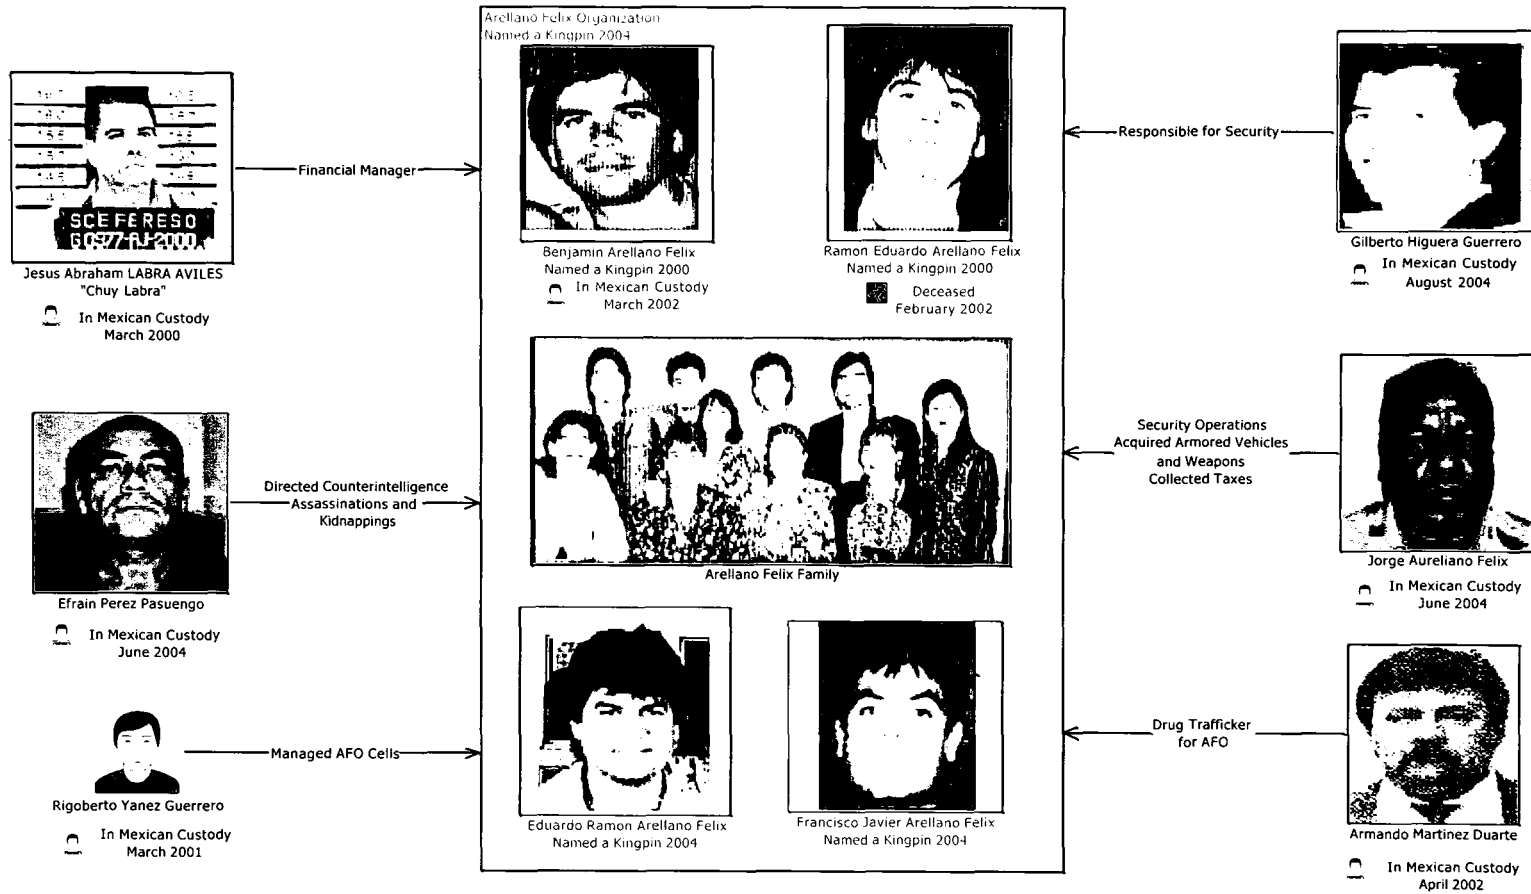 Arellano Felix Organization
Named a Kingpin 2004
SCEFERESO
Financial Manager
Jesus Abraham LABRA AVILES
"Chuy Labra"
In Mexican Custody
March 2000
Benjamin Arellano Felix
Named a Kingpin 2000
In Mexican Custody
March 2002
Ramon Eduardo Arellano Felix
Named a Kingpin 2000
Deceased
February 2002
Responsible for Security
Gilberto Higuera Guerrero
In Mexican Custody
August 2004
Directed Counterintelligence
Assassinations and
Kidnappings
Efrain Perez Pasuengo
In Mexican Custody
June 2004
Arellano Felix Family
Security Operations
Acquired Armored Vehicles
and Weapons
Collected Taxes
Jorge Aureliano Felix
In Mexican Custody
June 2004
Managed AFO Cells
Rigoberto Yanez Guerrero
In Mexican Custody
March 2001
Eduardo Ramon Arellano Felix
Named a Kingpin 2004
Francisco Javier Arellano Felix
Named a Kingpin 2004
Drug Trafficker
for AFO
Armando Martinez Duarte
In Mexican Custody
April 2002